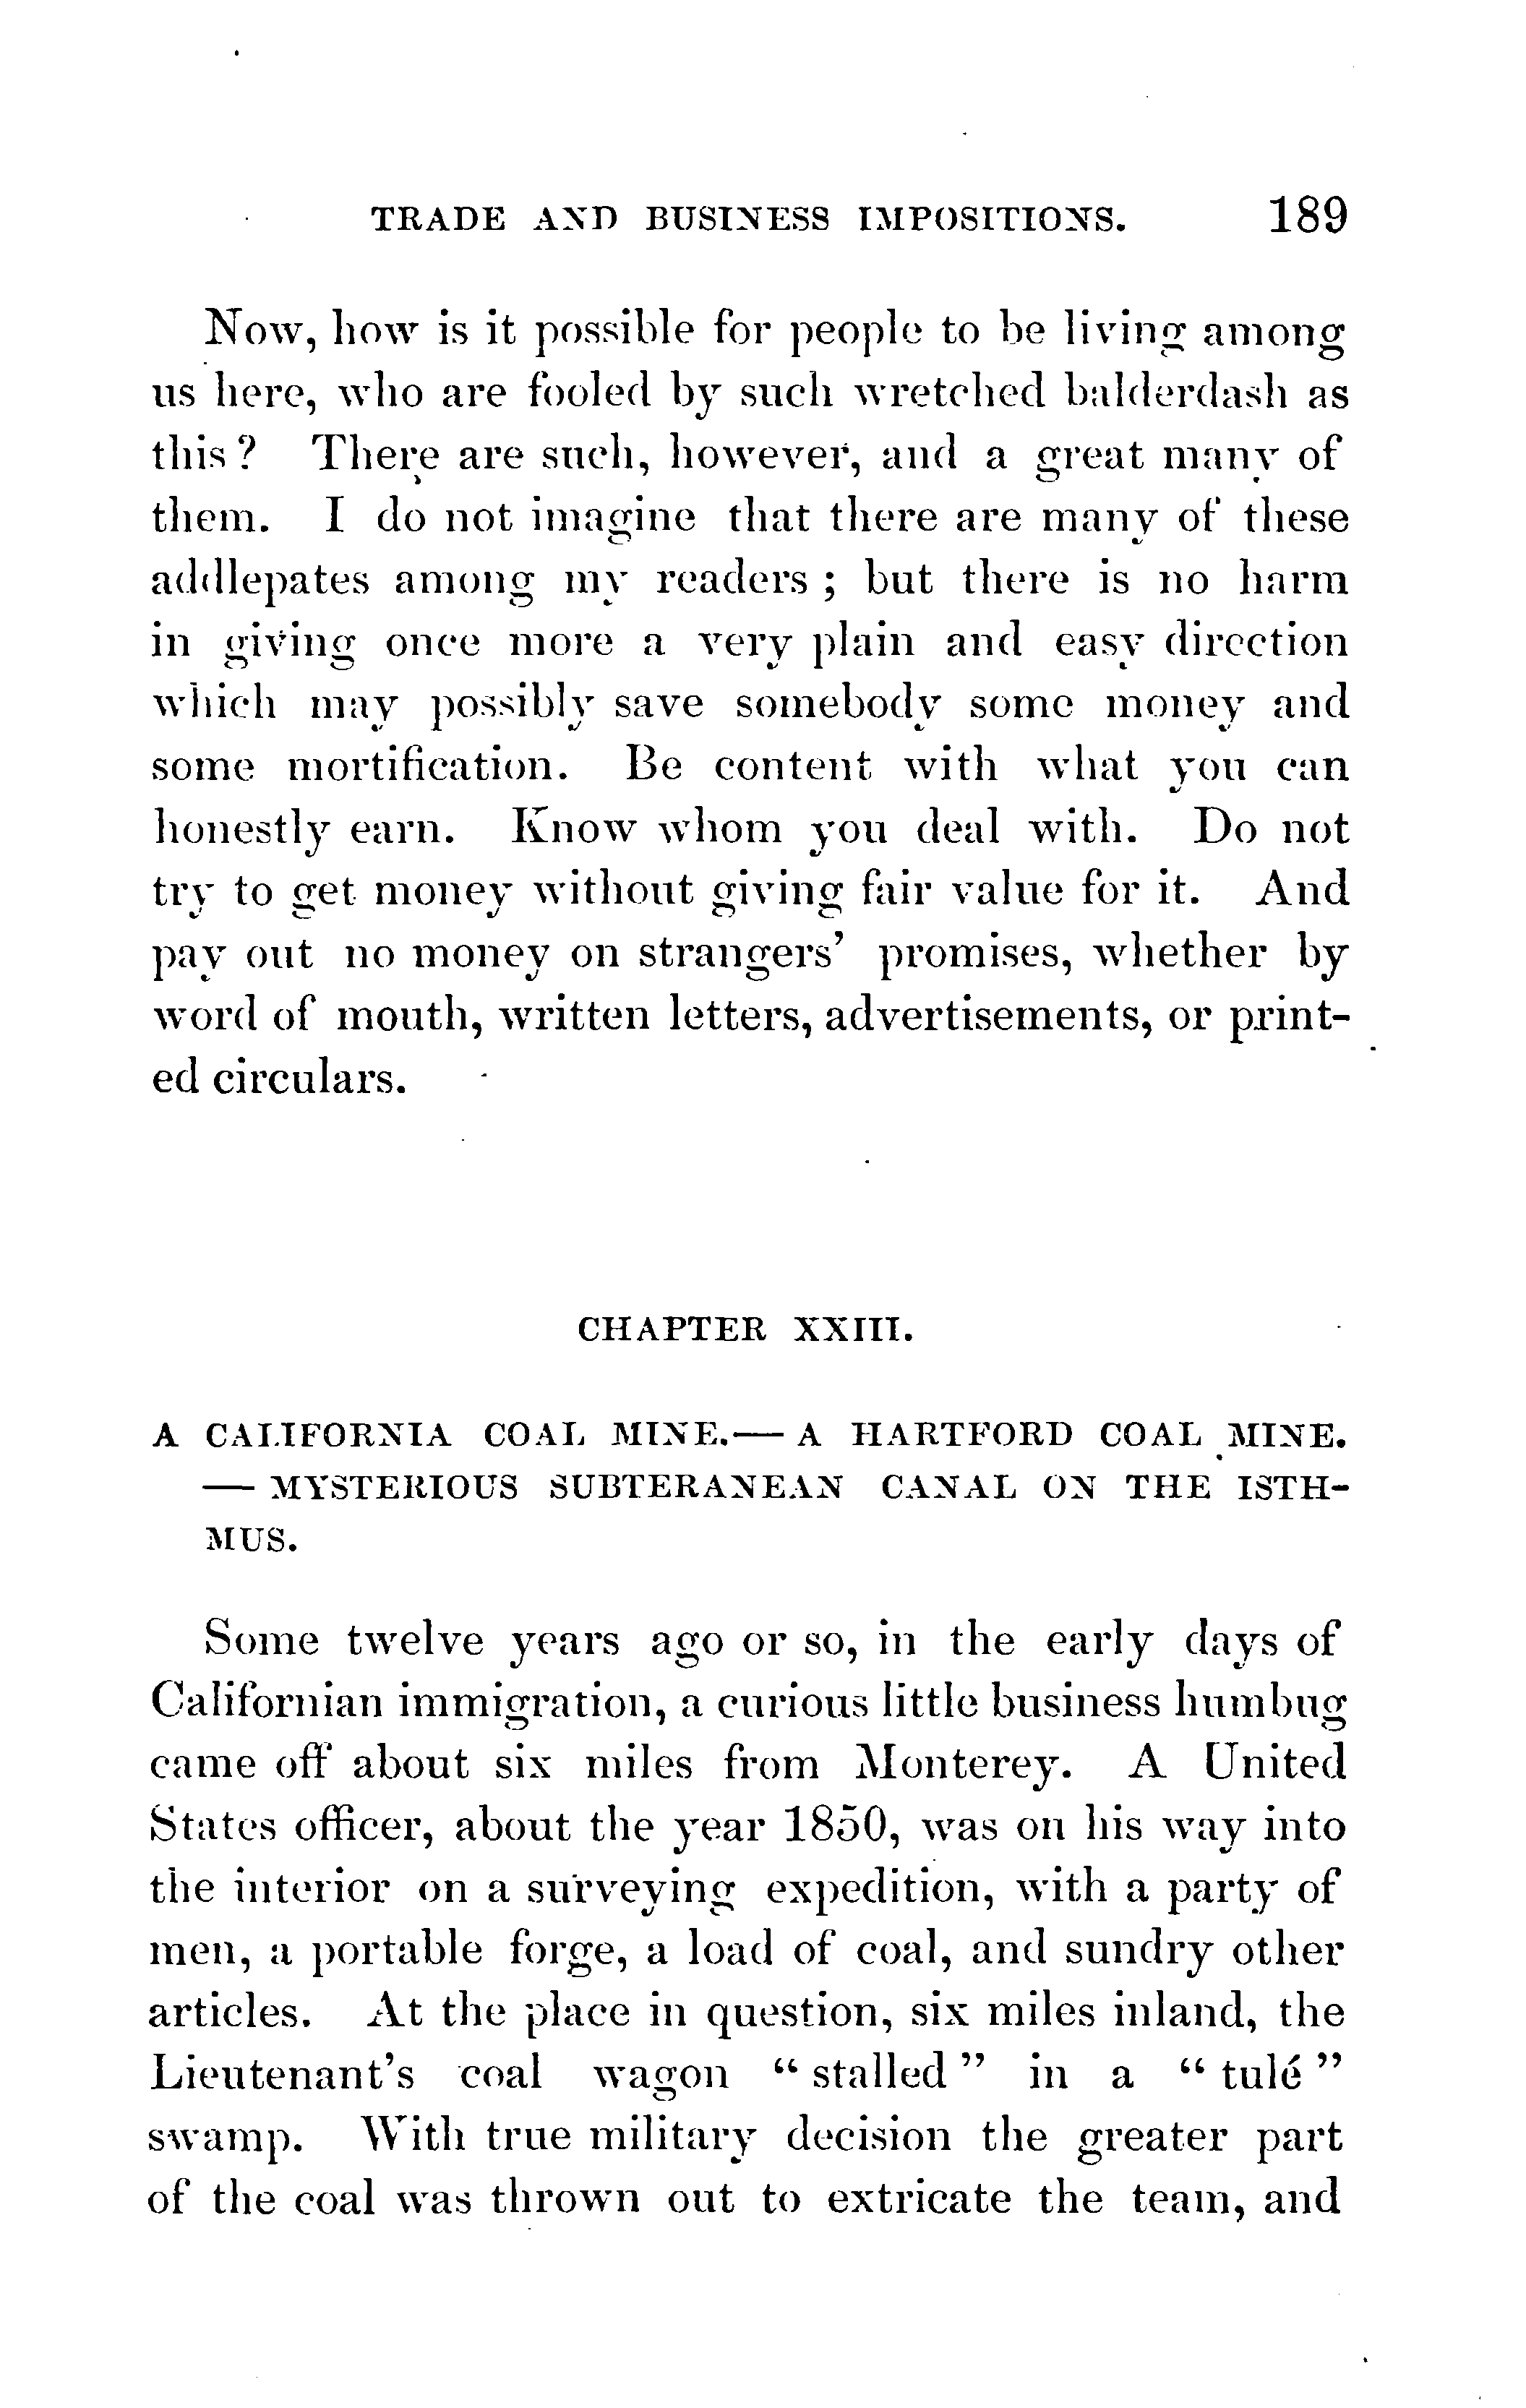 TRADE AND BUSINESS IMPOSITIONS. 189
Now, how is it possible for people to be living among
us here, who are fooled by such wretched balderdash as
this? There are such, however, and a great many of
them. I do not imagine that there are many of these
addlepates among my readers; but there is no harm
in giving once more a very plain and easy direction
which may possibly save somebody some money and
some mortification. Be content with what you can
honestly earn. Know whom you deal with. Do not
try to get money without giving fair value for it. And
pay out no money on strangers' promises, whether by
word of mouth, written letters, advertisements, or print-
ed circulars.
CHAPTER XXIII.
A CALIFORNIA COAL MINE.—A HARTFORD COAL MINE.
—MYSTERIOUS SUBTERANEAN CANAL ON THE ISTH-
MUS.
Some twelve years ago or so, in the early days of
Californian immigration, a curious little business humbug
came off about six miles from Monterey. A United
States officer, about the year 1850, was on his way into
the interior on a surveying expedition, with a party of
men, a portable forge, a load of coal, and sundry other
articles. At the place in question, six miles inland, the
Lieutenant's coal wagon "stalled" in a "tulé"
swamp. With true military decision the greater part
of the coal was thrown out to extricate the team, and